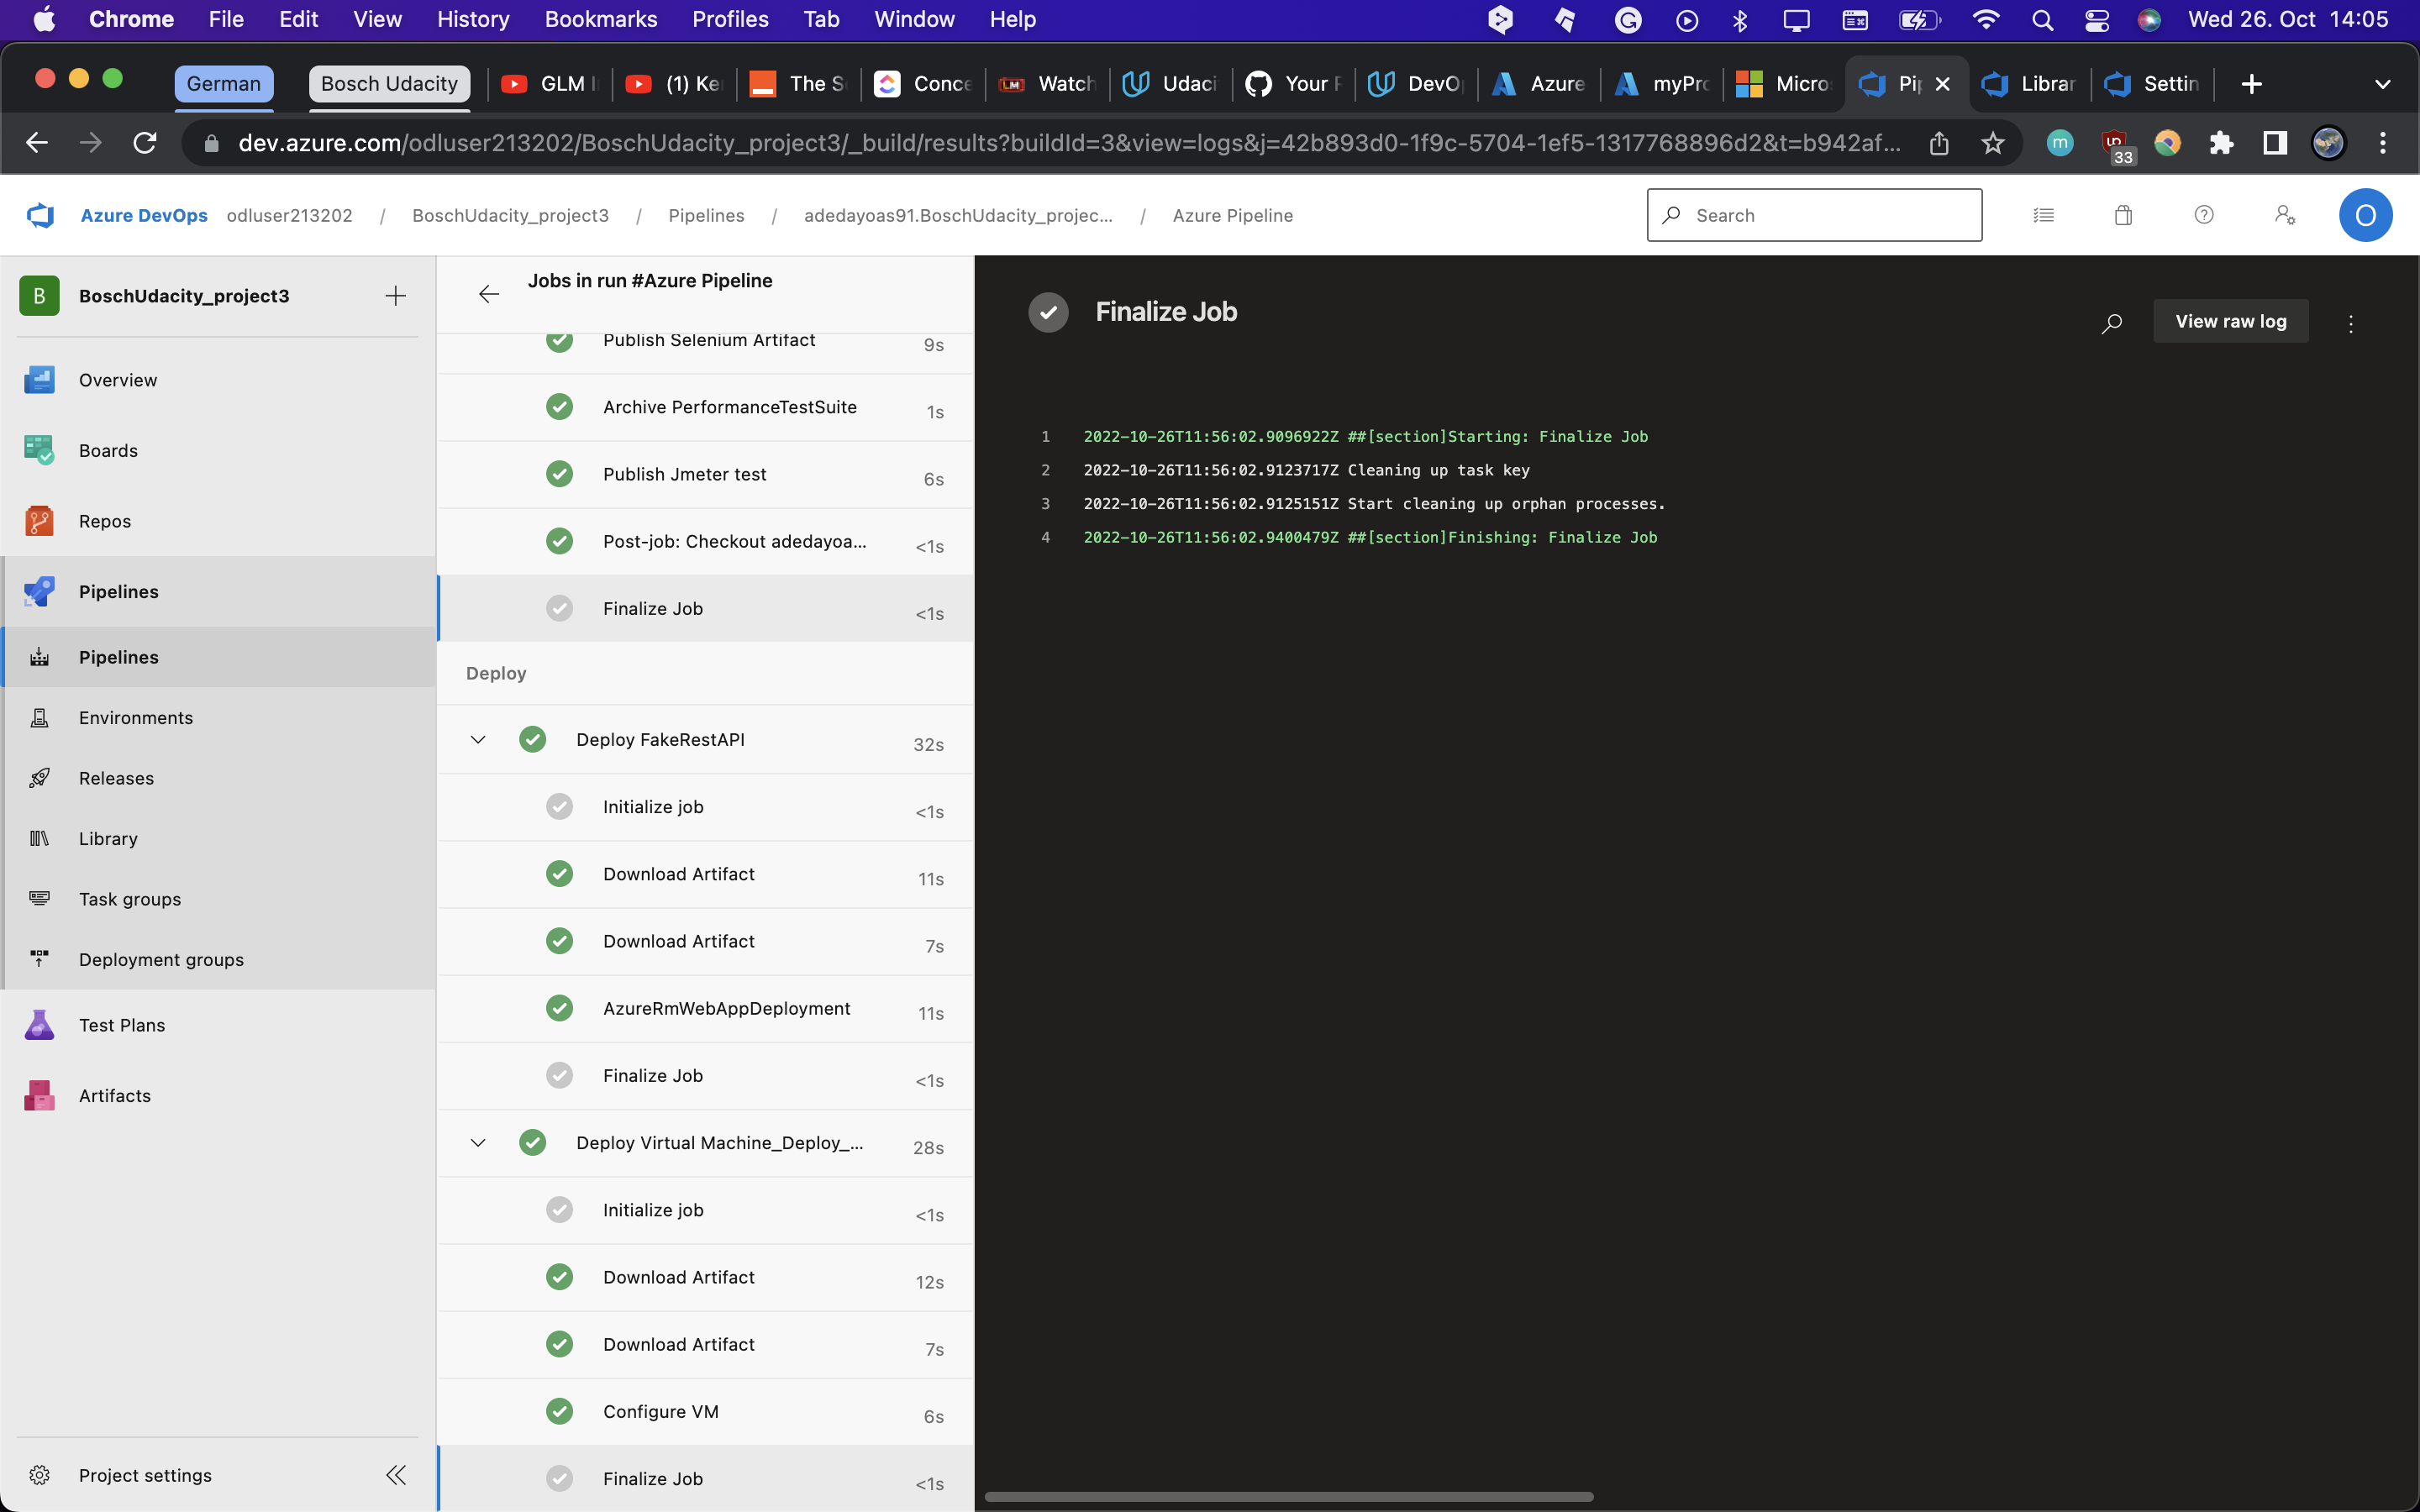 Chrome File Edit View History Bookmarks Profiles Tab Window Help
Wed 26. Oct 14:05
German
Bosch Udacity
GLM
(1) Ke
The S
Conce
Watch
Udaci
Your
DevO
Azure
myPro
Micro
Pi
Librar
Settin
dev.azure.com/odluser213202/BoschUdacity_project3/_build/results?buildId=3&view=logs&j=42b893d0-1f9c-5704-1ef5-1317768896d2&t=b942af...
m
33
Azure DevOps odluser213202 / BoschUdacity_project3 / Pipelines / adedayoas91.BoschUdacity_projec... / Azure Pipeline
Search
O
B
BoschUdacity_project3
Overview
Boards
Repos
Pipelines
Pipelines
Environments
Releases
Library
Task groups
Deployment groups
Test Plans
Artifacts
Project settings
Jobs in run #Azure Pipeline
Publish Selenium Artifact 9s
Archive PerformanceTestSuite 1s
Publish Jmeter test 6s
Post-job: Checkout adedayoa... <1s
Finalize Job <1s
Deploy
Deploy FakeRestAPI 32s
Initialize job <1s
Download Artifact 11s
Download Artifact 7s
AzureRmWebAppDeployment 11s
Finalize Job <1s
Deploy Virtual Machine_Deploy_... 28s
Initialize job <1s
Download Artifact 12s
Download Artifact 7s
Configure VM 6s
Finalize Job <1s
Finalize Job
View raw log
1 2022-10-26T11:56:02.9096922Z ##[section]Starting: Finalize Job
2 2022-10-26T11:56:02.9123717Z Cleaning up task key
3 2022-10-26T11:56:02.9125151Z Start cleaning up orphan processes.
4 2022-10-26T11:56:02.9400479Z ##[section]Finishing: Finalize Job